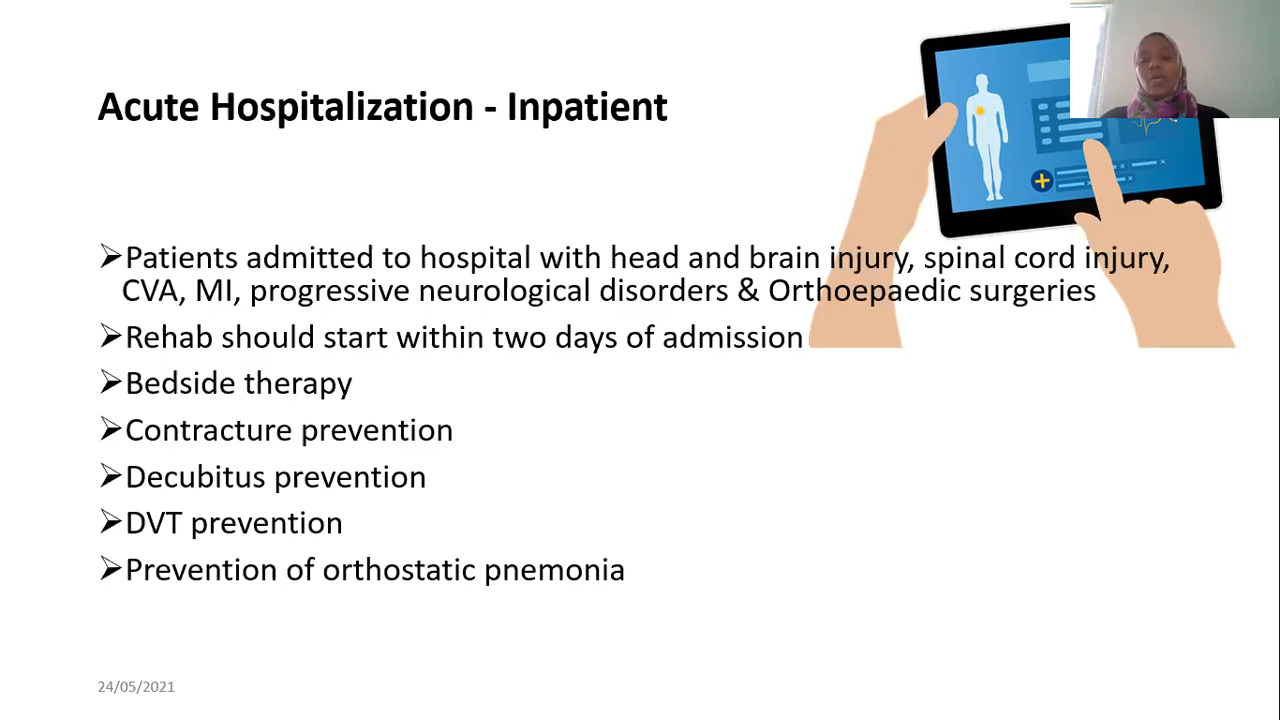 Acute Hospitalization - Inpatient
➢Patients admitted to hospital with head and brain injury, spinal cord injury,
CVA, MI, progressive neurological disorders & Orthoepaedic surgeries
➢Rehab should start within two days of admission
➢Bedside therapy
➢Contracture prevention
➢Decubitus prevention
➢DVT prevention
➢Prevention of orthostatic pnemonia
24/05/2021